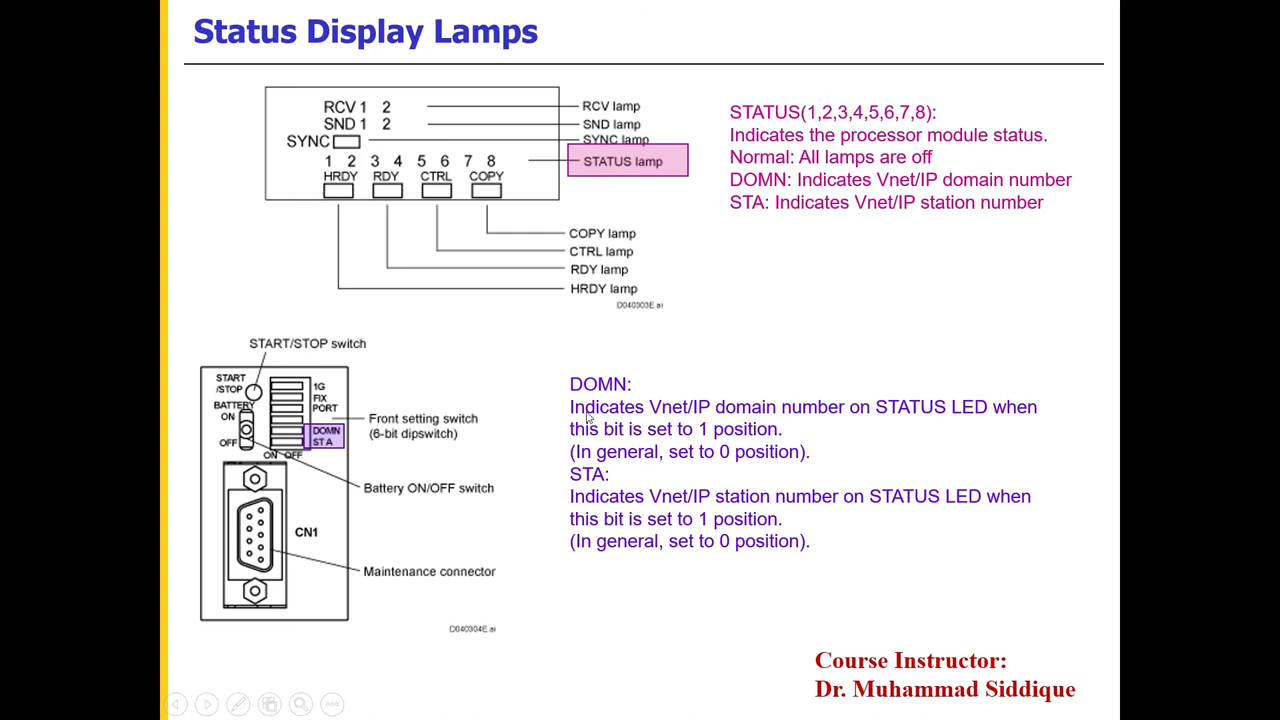 Status Display Lamps
RCV 1 2
SND 1 2
SYNC
1 2 3 4 5 6 7 8
HRDY RDY CTRL COPY
RCV lamp
SND lamp
SYNC lamp
STATUS lamp
COPY lamp
CTRL lamp
RDY lamp
HRDY lamp
D040303E.ai
STATUS(1,2,3,4,5,6,7,8):
Indicates the processor module status.
Normal: All lamps are off
DOMN: Indicates Vnet/IP domain number
STA: Indicates Vnet/IP station number
START/STOP switch
START
/STOP
BATTERY
ON
OFF
1G
FIX
PORT
DOMN
STA
ON OFF
Front setting switch
(6-bit dipswitch)
Battery ON/OFF switch
CN1
Maintenance connector
D040304E.ai
DOMN:
Indicates Vnet/IP domain number on STATUS LED when
this bit is set to 1 position.
(In general, set to 0 position).
STA:
Indicates Vnet/IP station number on STATUS LED when
this bit is set to 1 position.
(In general, set to 0 position).
Course Instructor:
Dr. Muhammad Siddique